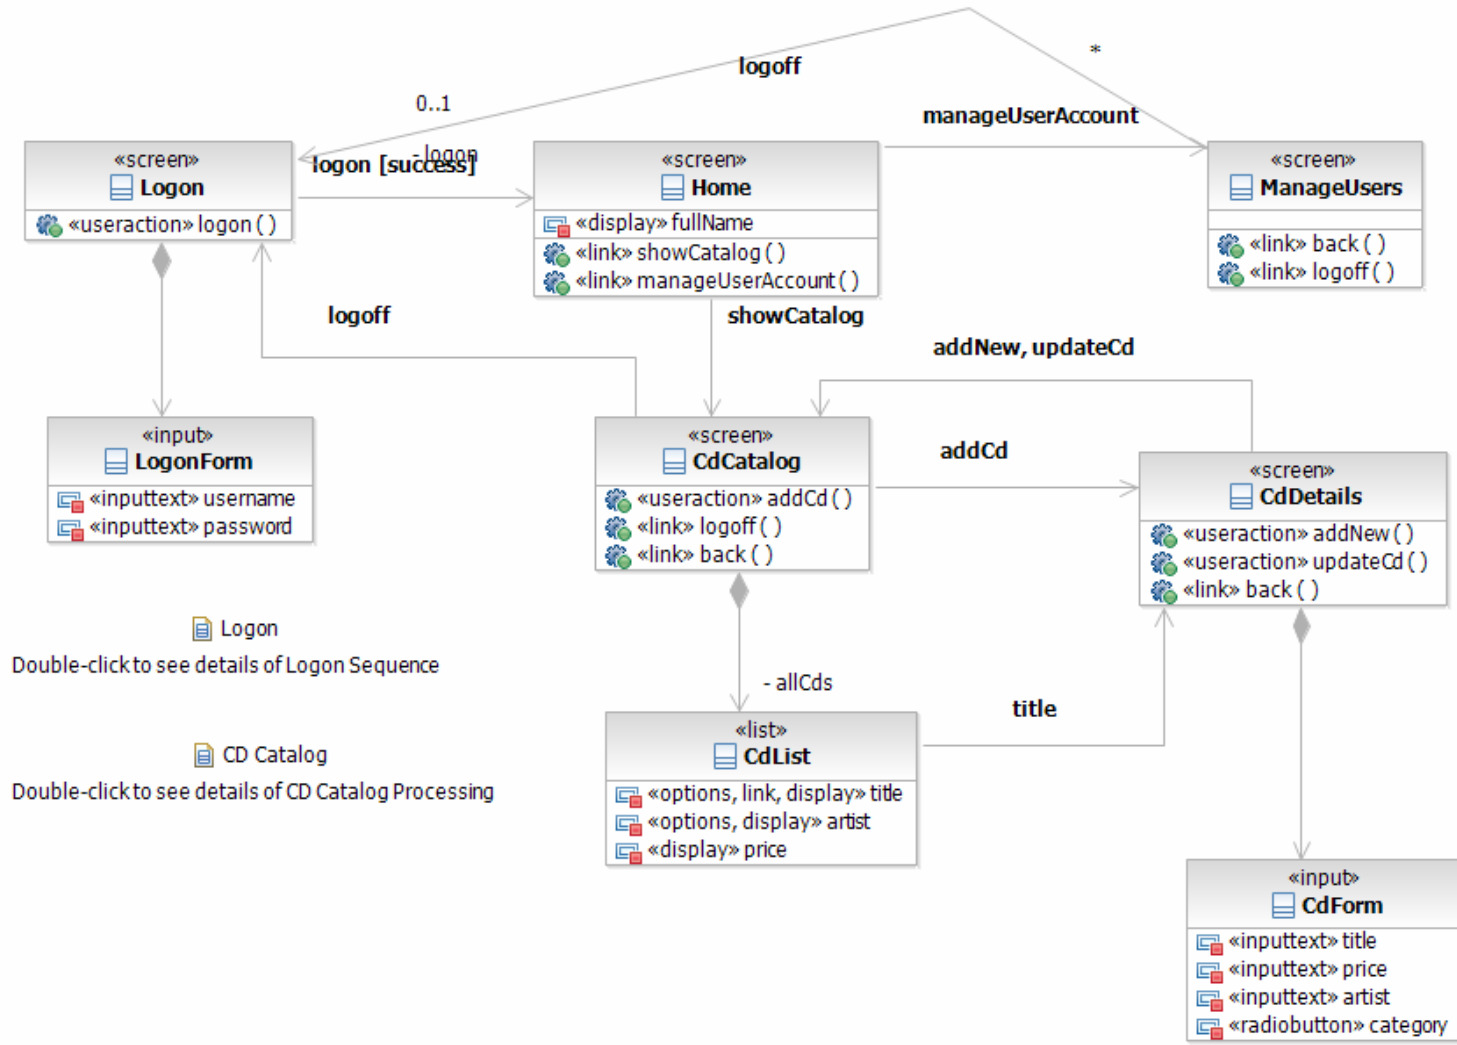 logoff
*
0..1
manageUserAccount
- logon
logon [success]
«screen»
Logon
«useraction» logon ( )
«screen»
Home
«display» fullName
«link» showCatalog ( )
«link» manageUserAccount ( )
«screen»
ManageUsers
«link» back ( )
«link» logoff ( )
logoff
showCatalog
addNew, updateCd
«input»
LogonForm
«inputtext» username
«inputtext» password
«screen»
CdCatalog
«useraction» addCd ( )
«link» logoff ( )
«link» back ( )
addCd
«screen»
CdDetails
«useraction» addNew ( )
«useraction» updateCd ( )
«link» back ( )
Logon
Double-click to see details of Logon Sequence
- allCds
title
CD Catalog
Double-click to see details of CD Catalog Processing
«list»
CdList
«options, link, display» title
«options, display» artist
«display» price
«input»
CdForm
«inputtext» title
«inputtext» price
«inputtext» artist
«radiobutton» category